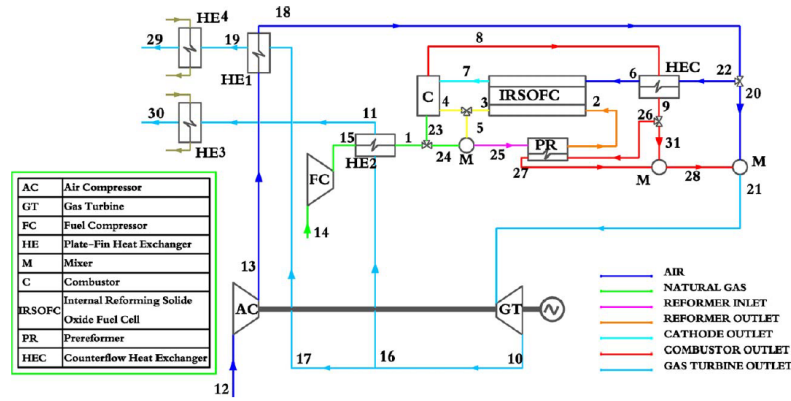 18
HE4
29
19
HE1
8
7
6
HEC
22
20
C
IRSOFC
4
3
2
9
26
30
11
HE3
15
1
23
5
24
M
25
PR
27
31
M
28
M
21
HE2
FC
14
AC Air Compressor
GT Gas Turbine
FC Fuel Compressor
HE Plate-Fin Heat Exchanger
M Mixer
C Combustor
IRSOFC Internal Reforming Solide
Oxide Fuel Cell
PR Prereformer
HEC Counterflow Heat Exchanger
13
AC
GT
12
17
16
10
AIR
NATURAL GAS
REFORMER INLET
REFORMER OUTLET
CATHODE OUTLET
COMBUSTOR OUTLET
GAS TURBINE OUTLET